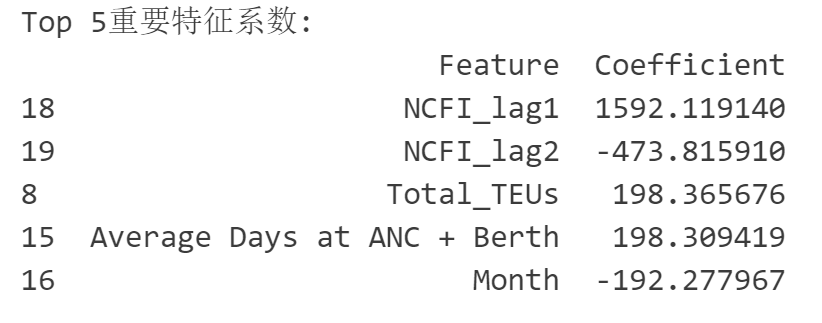 Top 5重要特征系数:
Feature Coefficient
18 NCFI_lag1 1592.119140
19 NCFI_lag2 -473.815910
8 Total_TEUs 198.365676
15 Average Days at ANC + Berth 198.309419
16 Month -192.277967